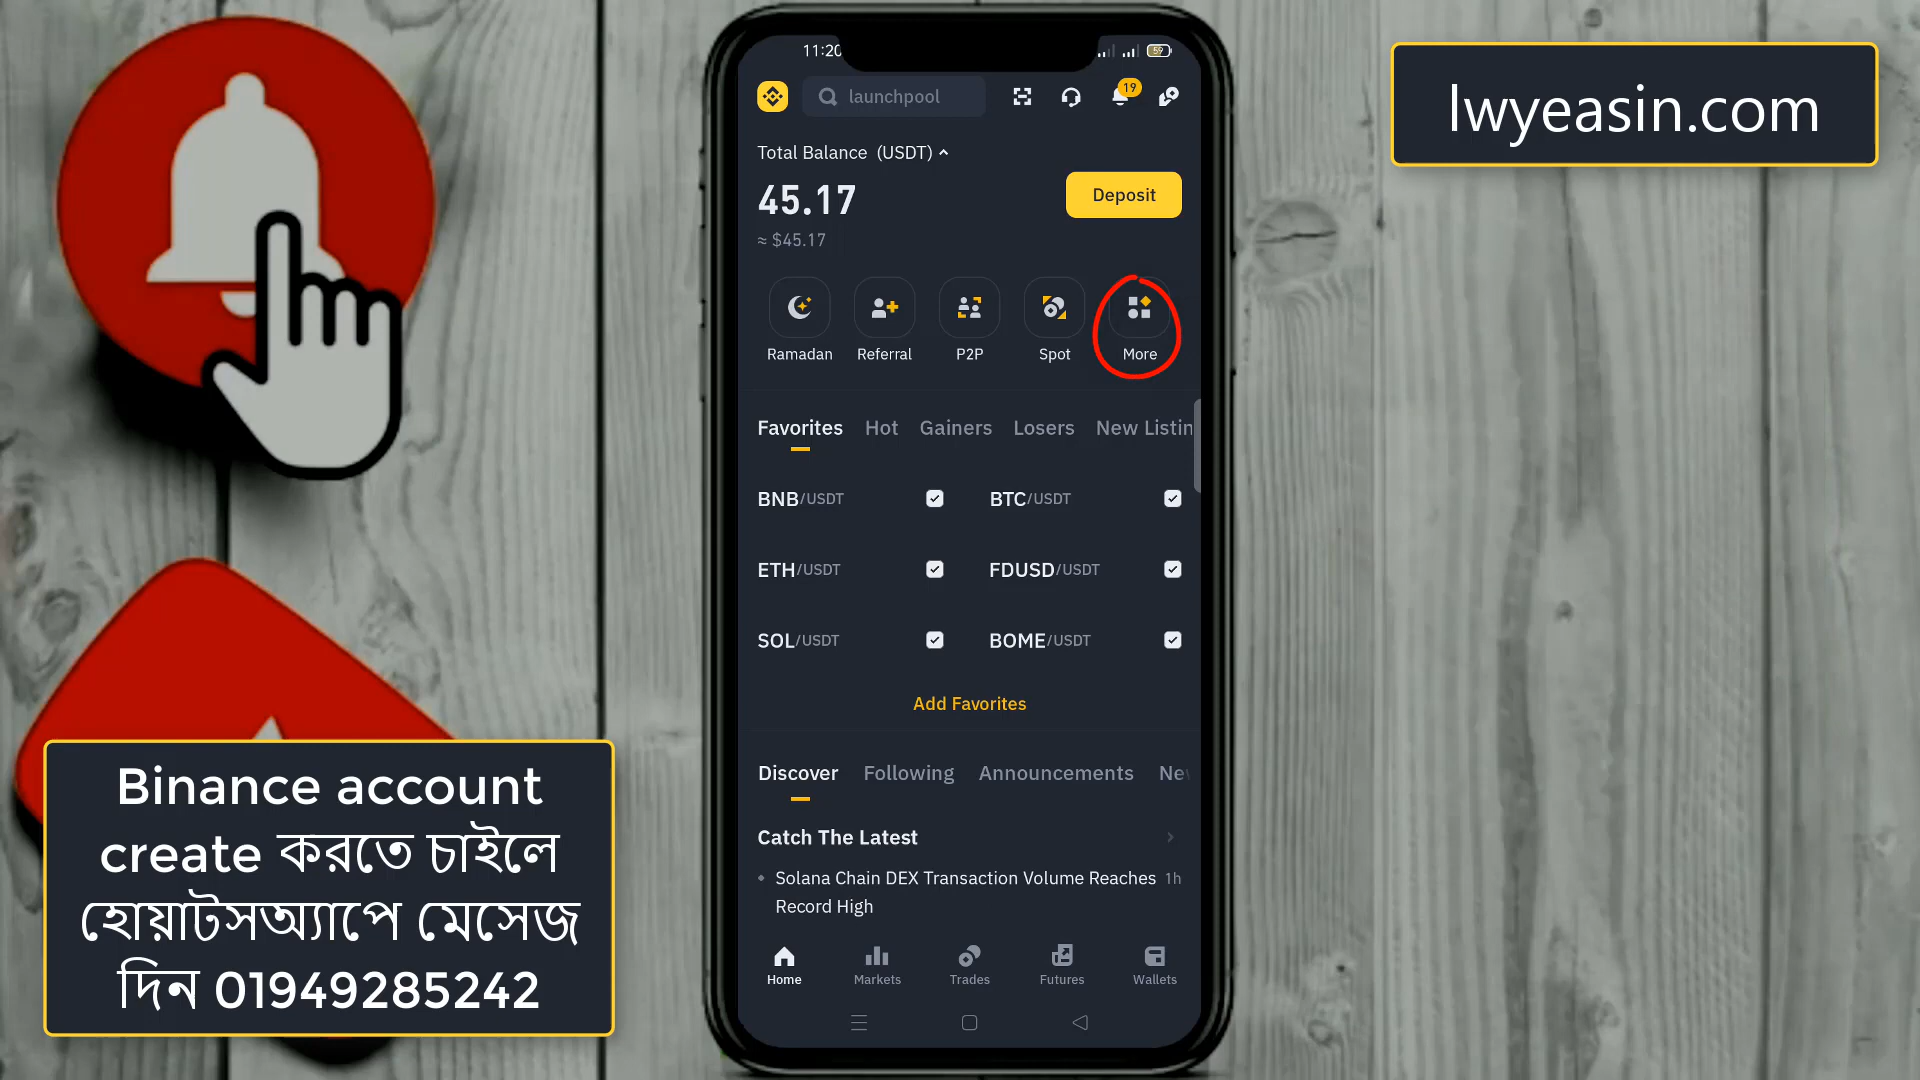 11:20
59
launchpool
19
lwyeasin.com
Total Balance (USDT)
45.17
Deposit
≈ $45.17
Ramadan
Referral
P2P
Spot
More
Favorites
Hot
Gainers
Losers
New Listin
BNB/USDT
BTC/USDT
ETH/USDT
FDUSD/USDT
SOL/USDT
BOME/USDT
Add Favorites
Discover
Following
Announcements
Nev
Catch The Latest
Solana Chain DEX Transaction Volume Reaches 1h
Record High
Home
Markets
Trades
Futures
Wallets
Binance account
create করতে চাইলে
হোয়াটসঅ্যাপে মেসেজ
দিন 01949285242